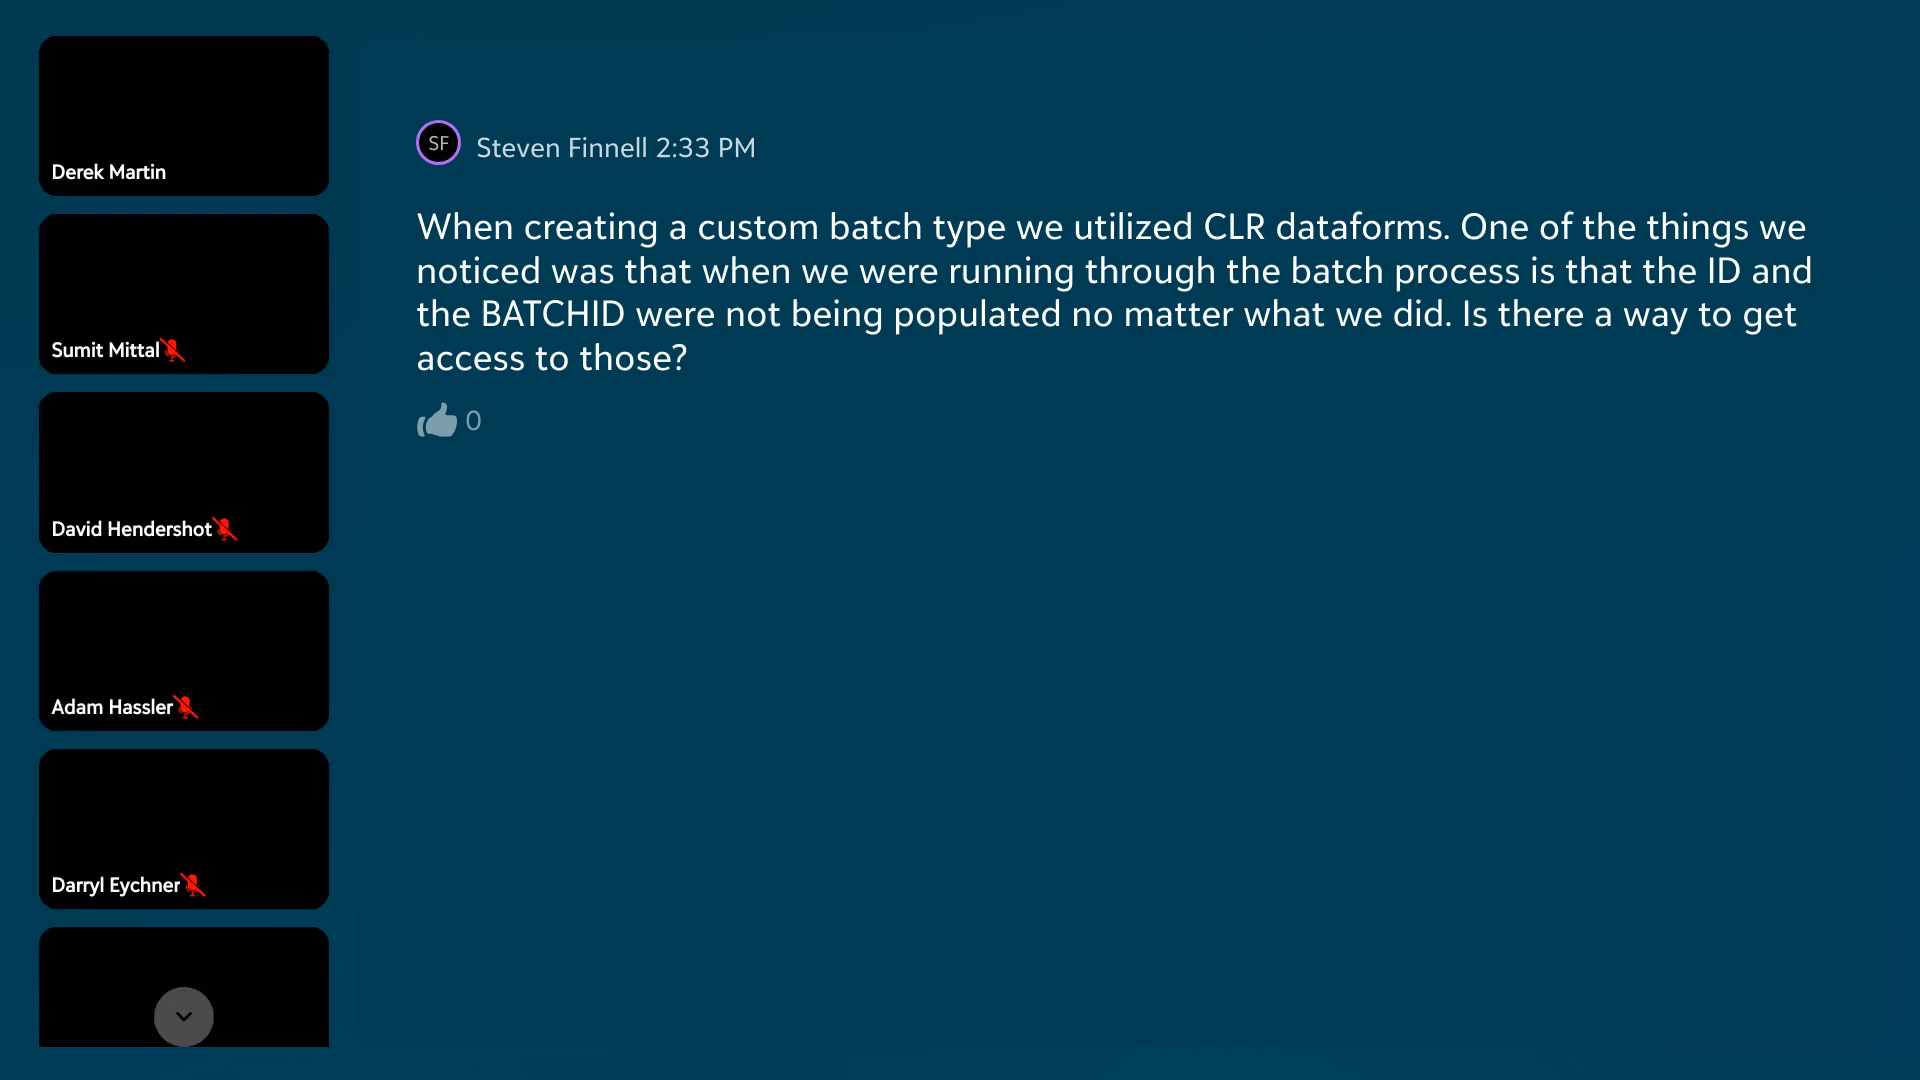 Derek Martin
Sumit Mittal
David Hendershot
Adam Hassler
Darryl Eychner
SF
Steven Finnell 2:33 PM
When creating a custom batch type we utilized CLR dataforms. One of the things we
noticed was that when we were running through the batch process is that the ID and
the BATCHID were not being populated no matter what we did. Is there a way to get
access to those?
0